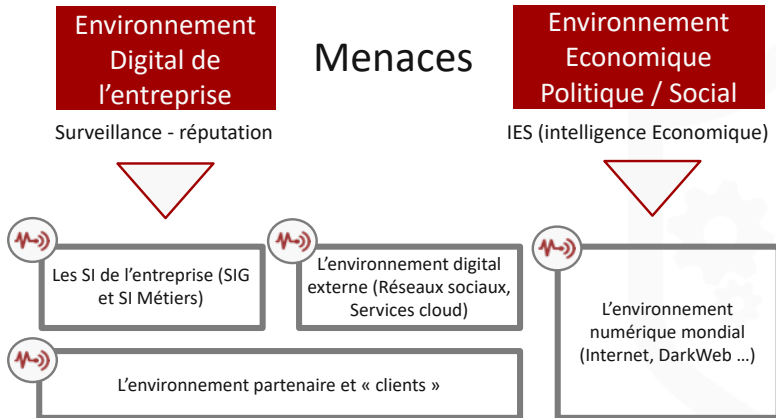 Environnement
Digital de
l'entreprise
Menaces
Environnement
Economique
Politique / Social
Surveillance - réputation
IES (intelligence Economique)
Les SI de l'entreprise (SIG
et SI Métiers)
L'environnement digital
externe (Réseaux sociaux,
Services cloud)
L'environnement
numérique mondial
(Internet, DarkWeb ...)
L'environnement partenaire et « clients »